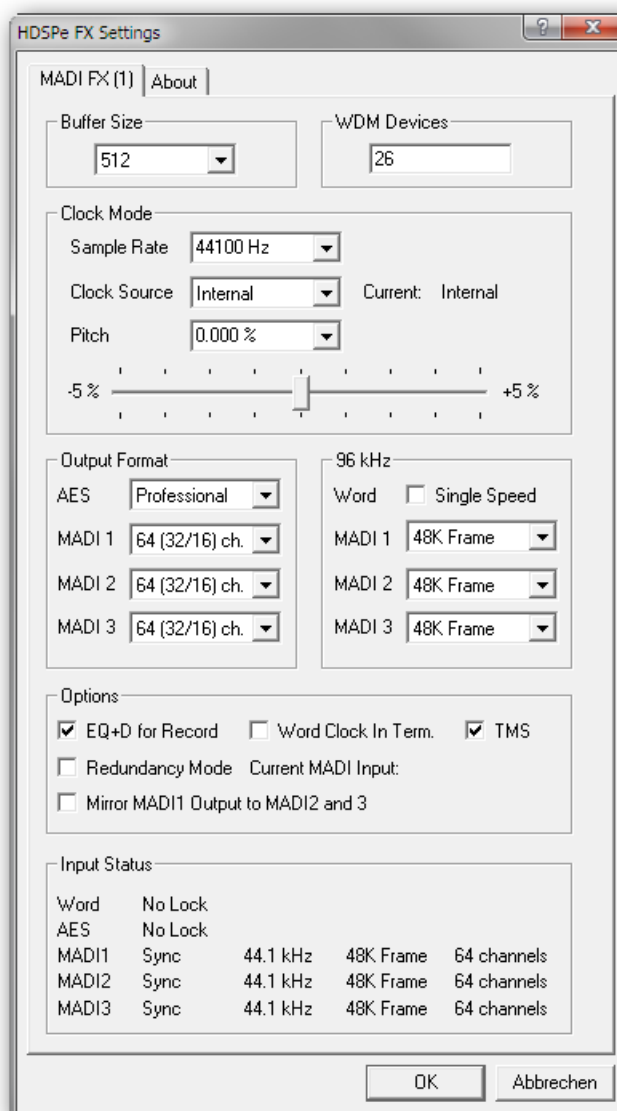 HDSPe FX Settings
MADI FX (1) About
Buffer Size
512
WDM Devices
26
Clock Mode
Sample Rate 44100 Hz
Clock Source Internal Current: Internal
Pitch 0.000 %
-5 % +5 %
Output Format
AES Professional
MADI 1 64 (32/16) ch.
MADI 2 64 (32/16) ch.
MADI 3 64 (32/16) ch.
96 kHz
Word Single Speed
MADI 1 48K Frame
MADI 2 48K Frame
MADI 3 48K Frame
Options
EQ+D for Record Word Clock In Term. TMS
Redundancy Mode Current MADI Input:
Mirror MADI1 Output to MADI2 and 3
Input Status
Word No Lock
AES No Lock
MADI1 Sync 44.1 kHz 48K Frame 64 channels
MADI2 Sync 44.1 kHz 48K Frame 64 channels
MADI3 Sync 44.1 kHz 48K Frame 64 channels
OK Abbrechen